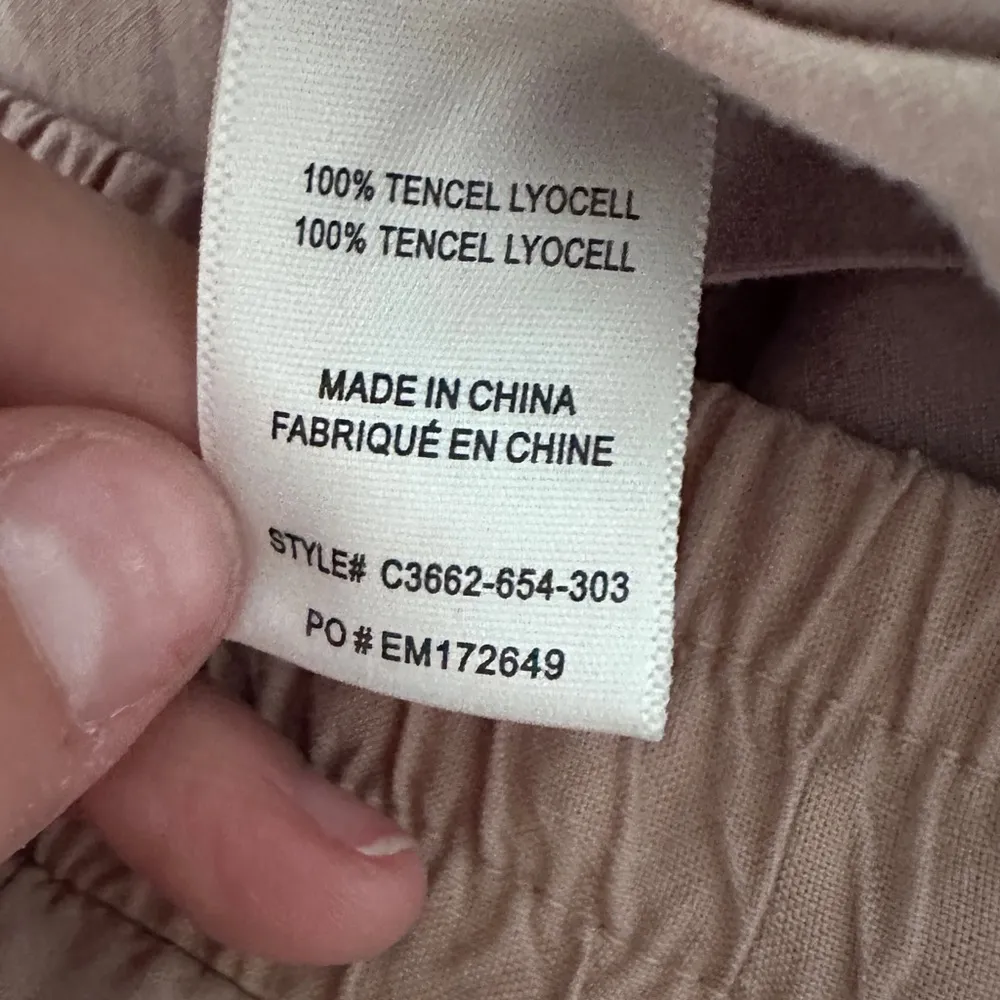 100% TENCEL LYOCELL
100% TENCEL LYOCELL
MADE IN CHINA
FABRIQUÉ EN CHINE
STYLE# C3662-654-303
PO # EM172649